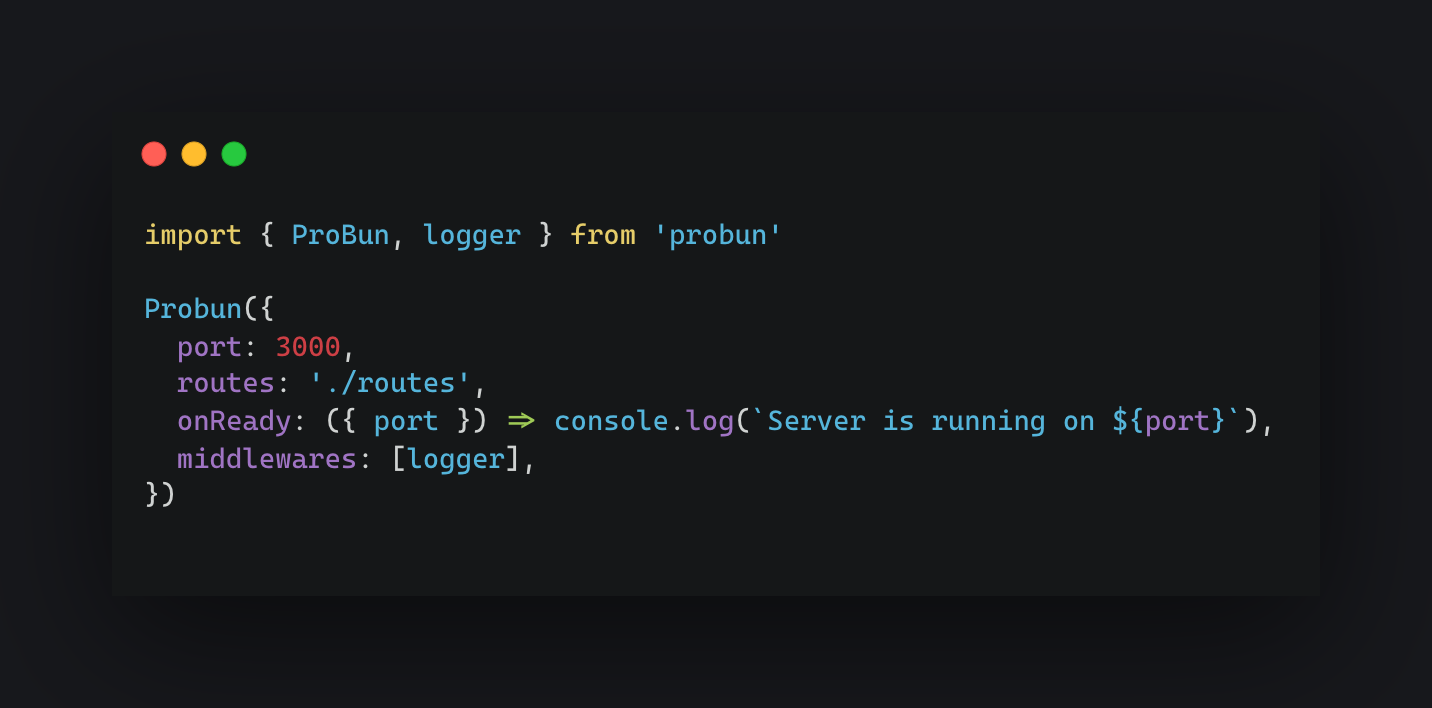 import { ProBun, logger } from 'probun'
Probun({
  port: 3000,
  routes: './routes',
  onReady: ({ port }) => console.log(`Server is running on ${port}`),
  middlewares: [logger],
})